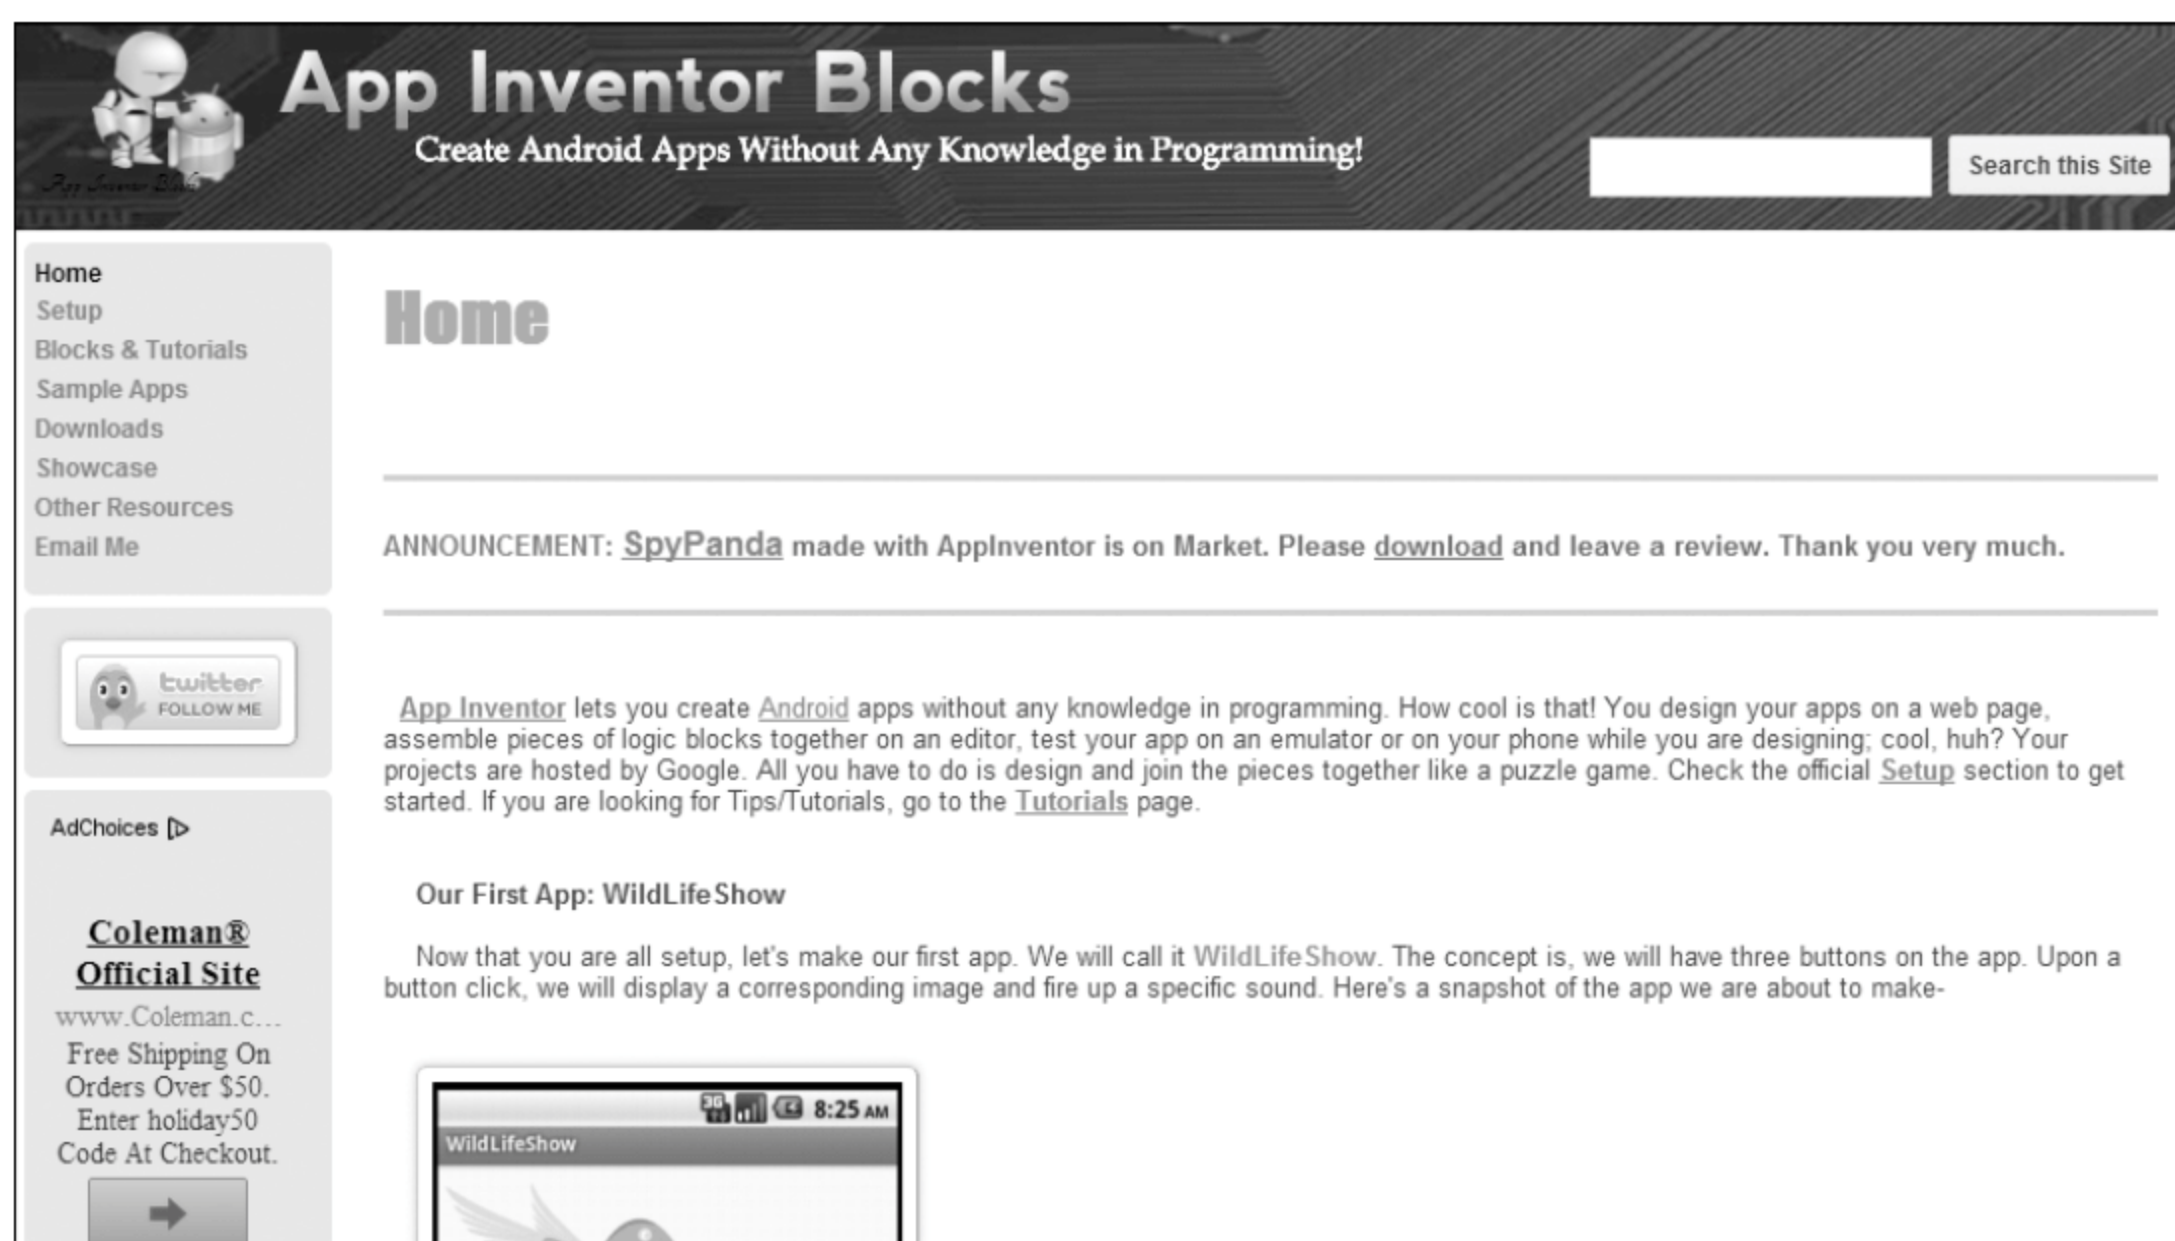 App Inventor Blocks
Create Android Apps Without Any Knowledge in Programming!
App Inventor Blocks
Search this Site
Home
Setup
Blocks & Tutorials
Sample Apps
Downloads
Showcase
Other Resources
Email Me
twitter
FOLLOW ME
AdChoices
Coleman®
Official Site
www.Coleman.c...
Free Shipping On
Orders Over $50.
Enter holiday50
Code At Checkout.
Home
ANNOUNCEMENT: SpyPanda made with AppInventor is on Market. Please download and leave a review. Thank you very much.
App Inventor lets you create Android apps without any knowledge in programming. How cool is that! You design your apps on a web page,
assemble pieces of logic blocks together on an editor, test your app on an emulator or on your phone while you are designing; cool, huh? Your
projects are hosted by Google. All you have to do is design and join the pieces together like a puzzle game. Check the official Setup section to get
started. If you are looking for Tips/Tutorials, go to the Tutorials page.
Our First App: WildLifeShow
Now that you are all setup, let's make our first app. We will call it WildLifeShow. The concept is, we will have three buttons on the app. Upon a
button click, we will display a corresponding image and fire up a specific sound. Here's a snapshot of the app we are about to make-
3G 8:25 AM
WildLifeShow